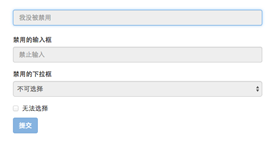 我没被禁用
禁用的输入框
禁止输入
禁用的下拉框
不可选择
无法选择
提交